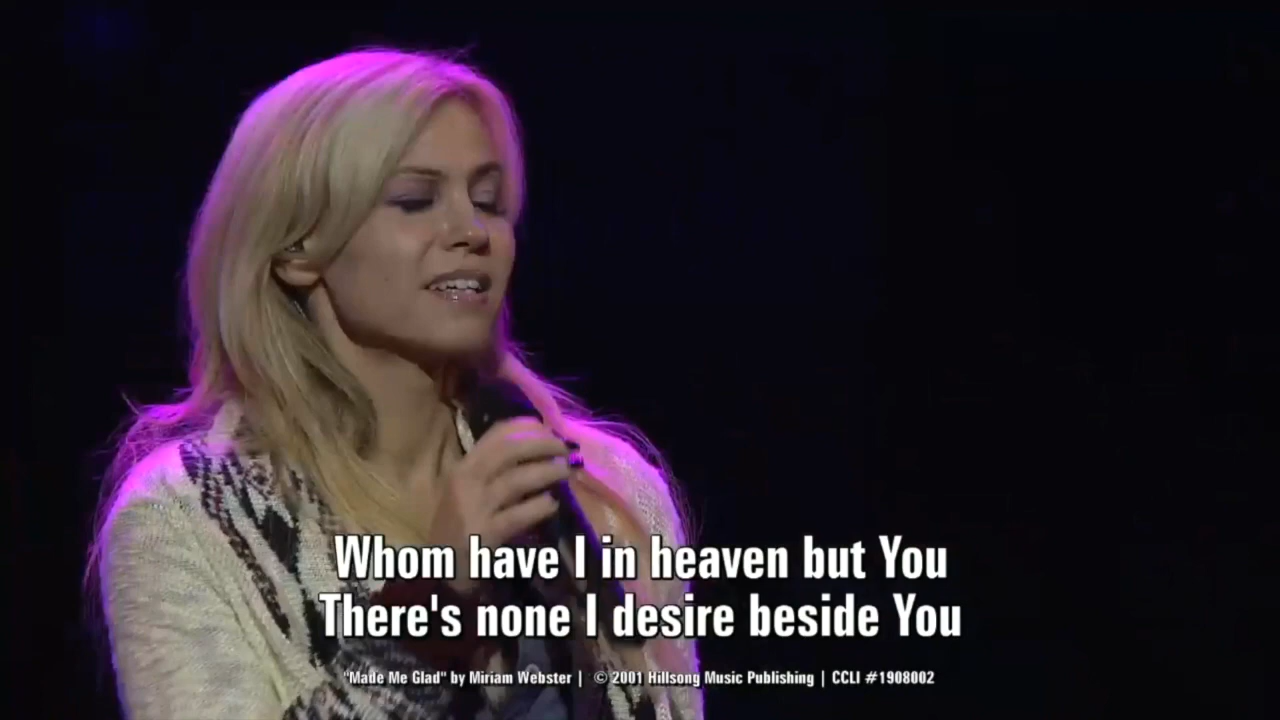 Whom have I in heaven but You
There's none I desire beside You
"Made Me Glad" by Miriam Webster | © 2001 Hillsong Music Publishing | CCLI #1908002